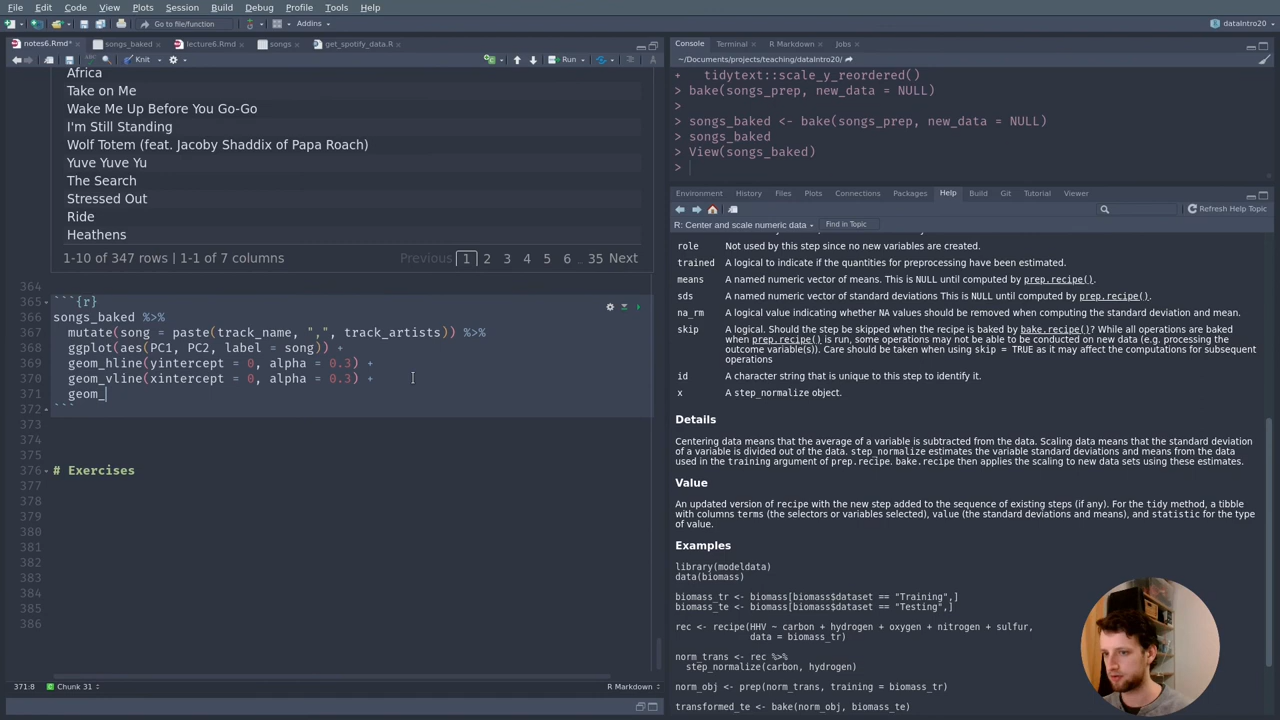 File Edit Code View Plots Session Build Debug Profile Tools Help
Go to file/function Addins dataIntro20
notes6.Rmd* songs_baked lecture6.Rmd songs get_spotify_data.R
Knit Run
Africa
Take on Me
Wake Me Up Before You Go-Go
I'm Still Standing
Wolf Totem (feat. Jacoby Shaddix of Papa Roach)
Yuve Yuve Yu
The Search
Stressed Out
Ride
Heathens
1-10 of 347 rows | 1-1 of 7 columns Previous 1 2 3 4 5 6 .. 35 Next
364
365 ```{r}
366 songs_baked %>%
367 mutate(song = paste(track_name, ",", track_artists)) %>%
368 ggplot(aes(PC1, PC2, label = song)) +
369 geom_hline(yintercept = 0, alpha = 0.3) +
370 geom_vline(xintercept = 0, alpha = 0.3) +
371 geom_
372 ```
373
374
375
376 # Exercises
377
378
379
380
381
382
383
384
385
386
371:8 Chunk 31 R Markdown
Console Terminal R Markdown Jobs
~/Documents/projects/teaching/dataIntro20/
+ tidytext::scale_y_reordered()
> bake(songs_prep, new_data = NULL)
>
> songs_baked <- bake(songs_prep, new_data = NULL)
> songs_baked
> View(songs_baked)
>
Environment History Files Plots Connections Packages Help Build Git Tutorial Viewer
Refresh Help Topic
R: Center and scale numeric data Find in Topic
role Not used by this step since no new variables are created.
trained A logical to indicate if the quantities for preprocessing have been estimated.
means A named numeric vector of means. This is NULL until computed by prep.recipe().
sds A named numeric vector of standard deviations This is NULL until computed by prep.recipe().
na_rm A logical value indicating whether NA values should be removed when computing the standard deviation and mean.
skip A logical. Should the step be skipped when the recipe is baked by bake.recipe()? While all operations are baked
when prep.recipe() is run, some operations may not be able to be conducted on new data (e.g. processing the
outcome variable(s)). Care should be taken when using skip = TRUE as it may affect the computations for subsequent
operations
id A character string that is unique to this step to identify it.
x A step_normalize object.
Details
Centering data means that the average of a variable is subtracted from the data. Scaling data means that the standard deviation
of a variable is divided out of the data. step_normalize estimates the variable standard deviations and means from the data
used in the training argument of prep.recipe. bake.recipe then applies the scaling to new data sets using these estimates.
Value
An updated version of recipe with the new step added to the sequence of existing steps (if any). For the tidy method, a tibble
with columns terms (the selectors or variables selected), value (the standard deviations and means), and statistic for the type
of value.
Examples
library(modeldata)
data(biomass)
biomass_tr <- biomass[biomass$dataset == "Training",]
biomass_te <- biomass[biomass$dataset == "Testing",]
rec <- recipe(HHV ~ carbon + hydrogen + oxygen + nitrogen + sulfur,
data = biomass_tr)
norm_trans <- rec %>%
step_normalize(carbon, hydrogen)
norm_obj <- prep(norm_trans, training = biomass_tr)
transformed_te <- bake(norm_obj, biomass_te)